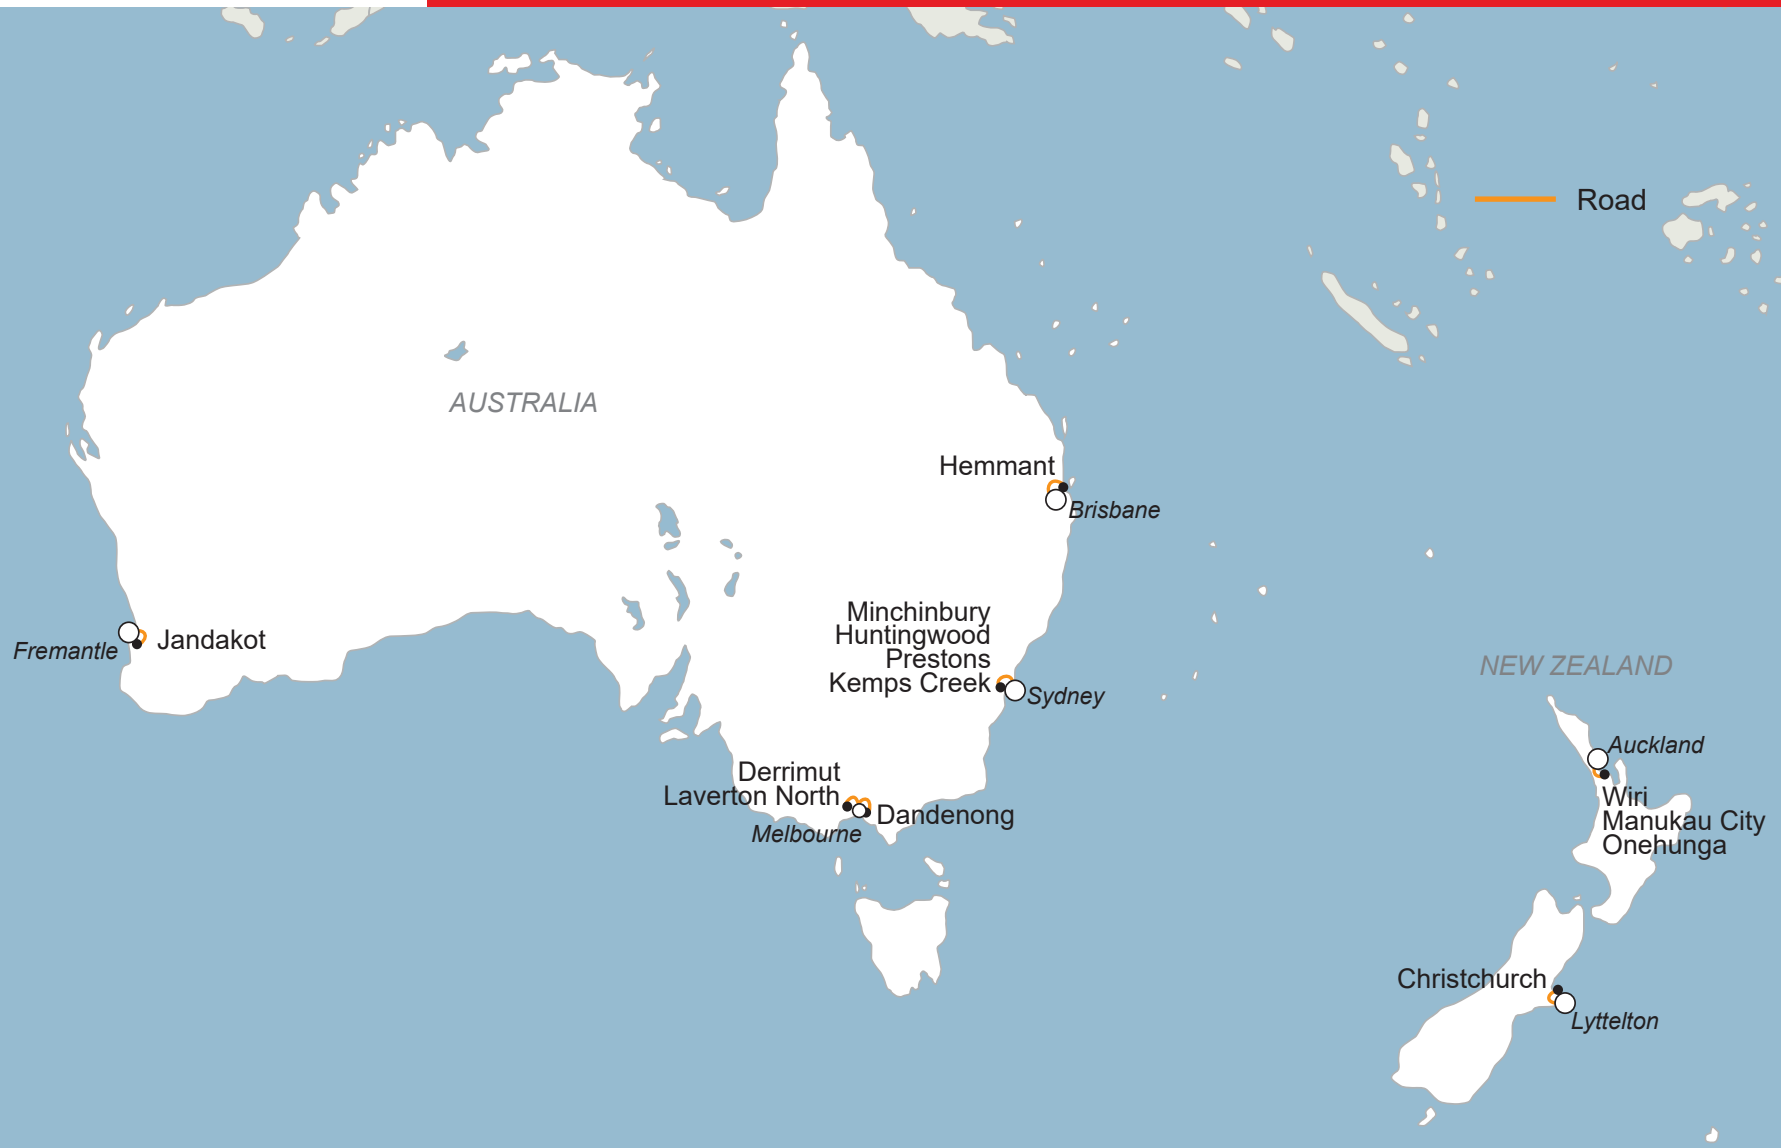 Road
AUSTRALIA
Hemmant
Brisbane
Minchinbury
Huntingwood
Prestons
Kemps Creek
Sydney
Fremantle
Jandakot
NEW ZEALAND
Auckland
Wiri
Manukau City
Onehunga
Derrimut
Laverton North
Dandenong
Melbourne
Christchurch
Lyttelton